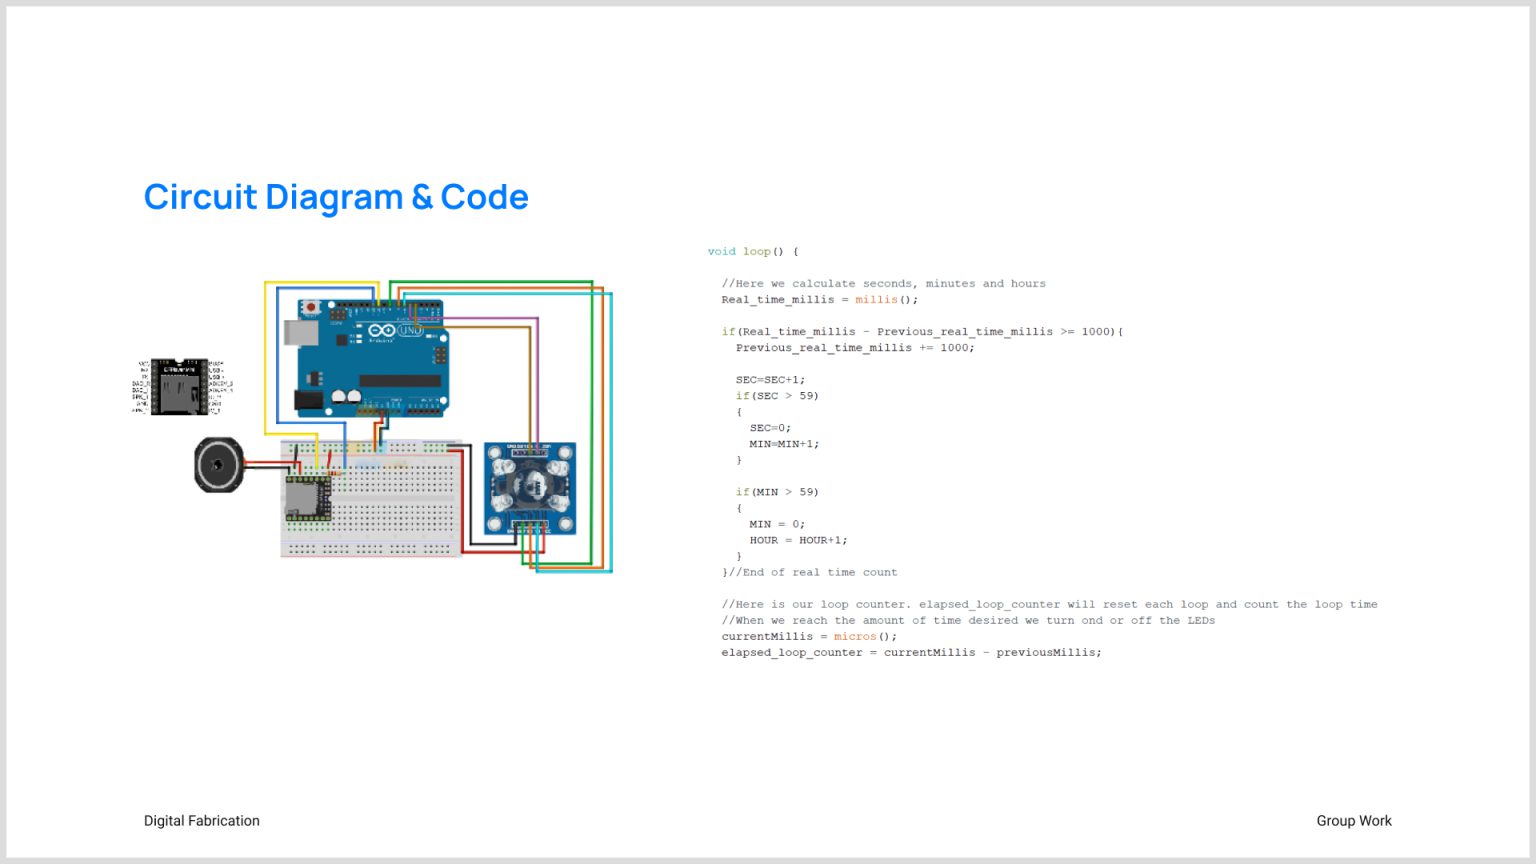 Circuit Diagram & Code
UNO
Arduino
void loop() {
//Here we calculate seconds, minutes and hours
Real_time_millis = millis();
if(Real_time_millis - Previous_real_time_millis >= 1000){
Previous_real_time_millis += 1000;
SEC=SEC+1;
if(SEC > 59)
{
SEC=0;
MIN=MIN+1;
}
if(MIN > 59)
{
MIN = 0;
HOUR = HOUR+1;
}
}//End of real time count
//Here is our loop counter. elapsed_loop_counter will reset each loop and count the loop time
//When we reach the amount of time desired we turn ond or off the LEDs
currentMillis = micros();
elapsed_loop_counter = currentMillis - previousMillis;
Digital Fabrication
Group Work